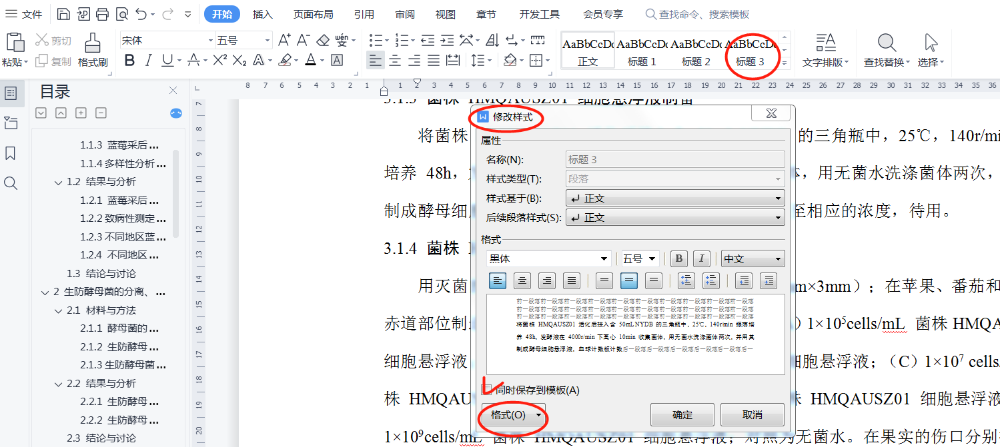 文件 开始 插入 页面布局 引用 审阅 视图 章节 开发工具 会员专享 查找命令、搜索模板
粘贴 剪切 复制 格式刷
宋体 五号
AaBbCcDc AaBbCcDc AaBbCcDc AaBbCcDc
正文 标题 1 标题 2 标题 3
文字排版 查找替换 选择
目录
1.1.3 蓝莓采后...
1.1.4 多样性分析...
1.2 结果与分析
1.2.1 蓝莓采后...
1.2.2 致病性测定...
1.2.3 不同地区蓝...
1.2.4 不同地区...
1.3 结论与讨论
2 生防酵母菌的分离、...
2.1 材料与方法
2.1.1 酵母菌的...
2.1.2 生防酵母...
2.1.3 生防酵母菌...
2.2 结果与分析
2.2.1 生防酵母...
2.2.2 生防酵母...
2.3 结论与讨论
8 7 6 5 4 3 2 1 1 2 3 4 5 6 7 8 9 10 11 12 13 14 15 16 17 18 19 20 21 22 23 24 25 26 27 28 29 30 31 32 33 34 35 36
7
8
9
10
11
12
13
14
15
16
17
18
19
20
3.1.3 菌株 HMQAUSZ01 细胞悬浮液制备
将菌株 的三角瓶中，25℃，140r/mi
培养 48h， ，用无菌水洗涤菌体两次，
制成酵母细 至相应的浓度，待用。
3.1.4 菌株
用灭菌 m×3mm）；在苹果、番茄和
赤道部位制 ）1×10⁵cells/mL 菌株 HMQA
细胞悬浮液 细胞悬浮液；（C）1×10⁷ cells/
株 HMQAU 株 HMQAUSZ01 细胞悬浮液
1×10⁹cells/mL 菌株 HMQAUSZ01 细胞悬浮液；对照为无菌水。在果实的伤口分别
修改样式
属性
名称(N): 标题 3
样式类型(T): 段落
样式基于(B): 正文
后续段落样式(S): 正文
格式
黑体 五号 B I 中文
前一段落前一段落前一段落前一段落前一段落前一段落前一段落前一段落前一段落前一段落
前一段落前一段落前一段落前一段落前一段落前一段落前一段落前一段落前一段落前一段落
前一段落前一段落前一段落前一段落前一段落前一段落前一段落前一段落前一段落前一段落
将菌株 HMQAUSZ01 活化后接入含 50mL NYDB 的三角瓶中，25℃，140r/min 振荡培
养 48h，发酵液在 4000r/min 下离心 10min 收集菌体，用无菌水洗涤菌体两次，并用其
制成酵母细胞悬浮液，血球计数板计数后一段落后一段落后一段落后一段落后一段落后一
同时保存到模板(A)
格式(O) 确定 取消